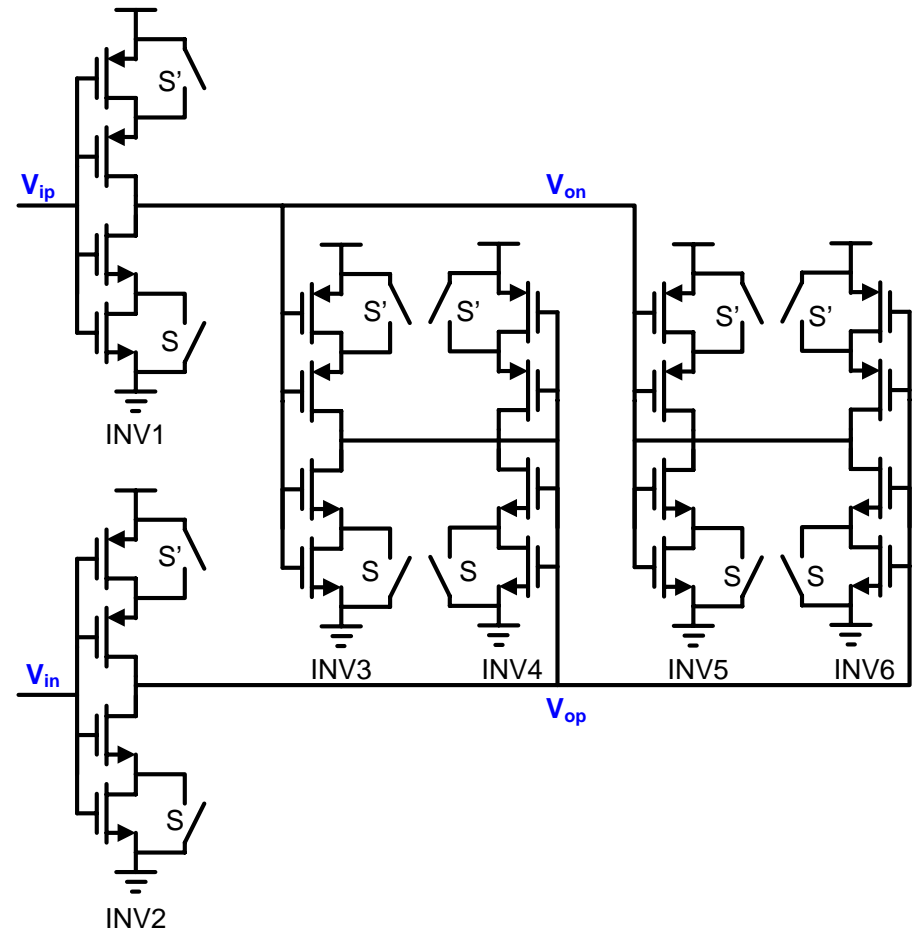 S'
V_ip
V_on
S
INV1
S'
S'
S'
S'
S'
V_in
S
S
S
S
INV3
INV4
INV5
INV6
V_op
S
INV2